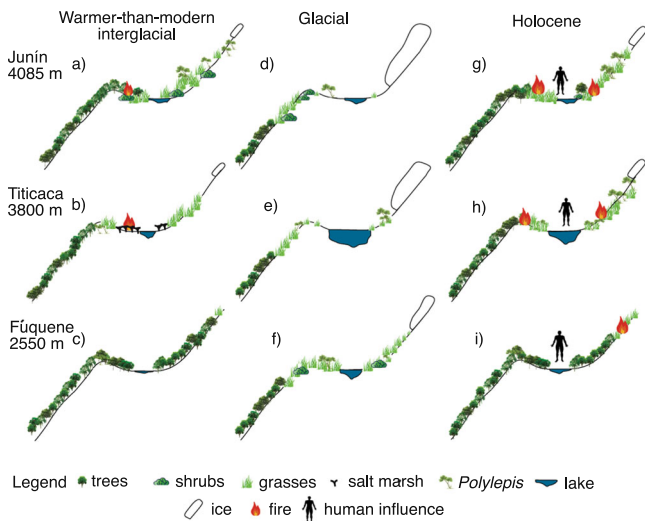 Warmer-than-modern
interglacial
Glacial
Holocene
Junín
4085 m
a)
d)
g)
Titicaca
3800 m
b)
e)
h)
Fúquene
2550 m
c)
f)
i)
Legend trees shrubs grasses salt marsh Polylepis lake
ice fire human influence